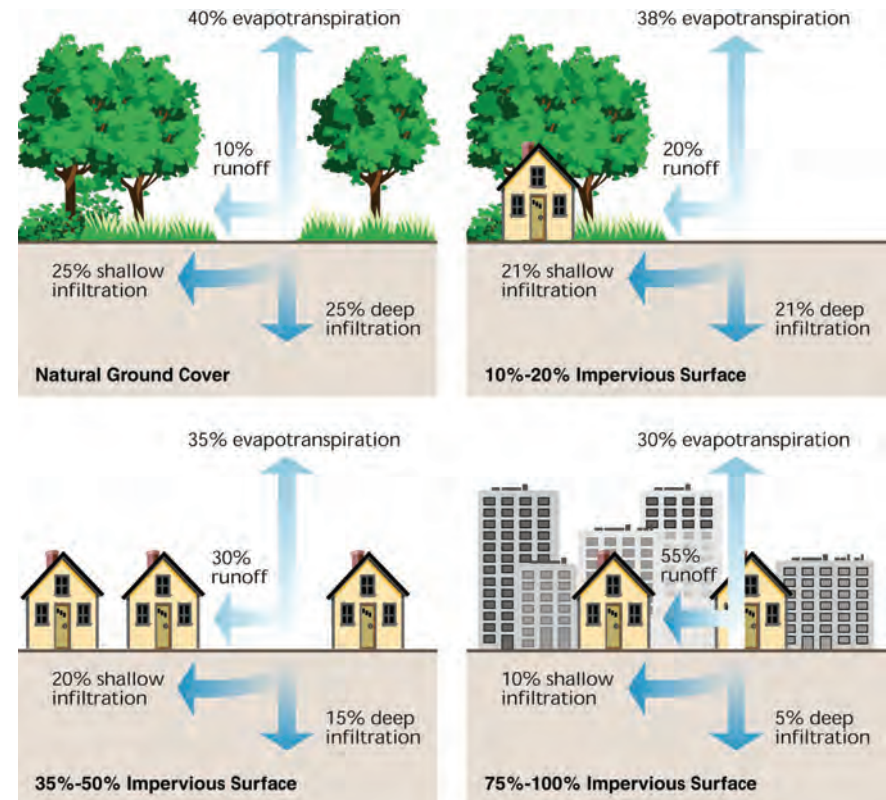 40% evapotranspiration
10%
runoff
25% shallow
infiltration
25% deep
infiltration
Natural Ground Cover
38% evapotranspiration
20%
runoff
21% shallow
infiltration
21% deep
infiltration
10%-20% Impervious Surface
35% evapotranspiration
30%
runoff
20% shallow
infiltration
15% deep
infiltration
35%-50% Impervious Surface
30% evapotranspiration
55%
runoff
10% shallow
infiltration
5% deep
infiltration
75%-100% Impervious Surface